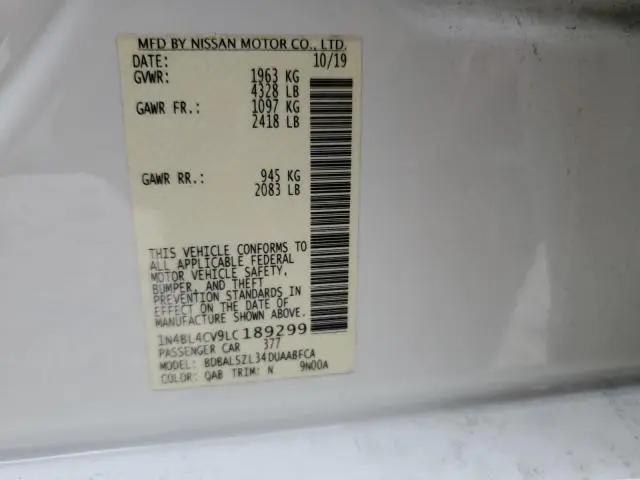 MFD BY NISSAN MOTOR CO., LTD.
DATE: 10/19
GVWR: 1963 KG
4328 LB
GAWR FR.: 1097 KG
2418 LB
GAWR RR.: 945 KG
2083 LB
THIS VEHICLE CONFORMS TO
ALL APPLICABLE FEDERAL
MOTOR VEHICLE SAFETY,
BUMPER, AND THEFT
PREVENTION STANDARDS IN
EFFECT ON THE DATE OF
MANUFACTURE SHOWN ABOVE.
1N4BL4CV9LC189299
PASSENGER CAR 377
MODEL: BDBALSZL34DUAABFCA
COLOR: QAB TRIM: N 9N00A